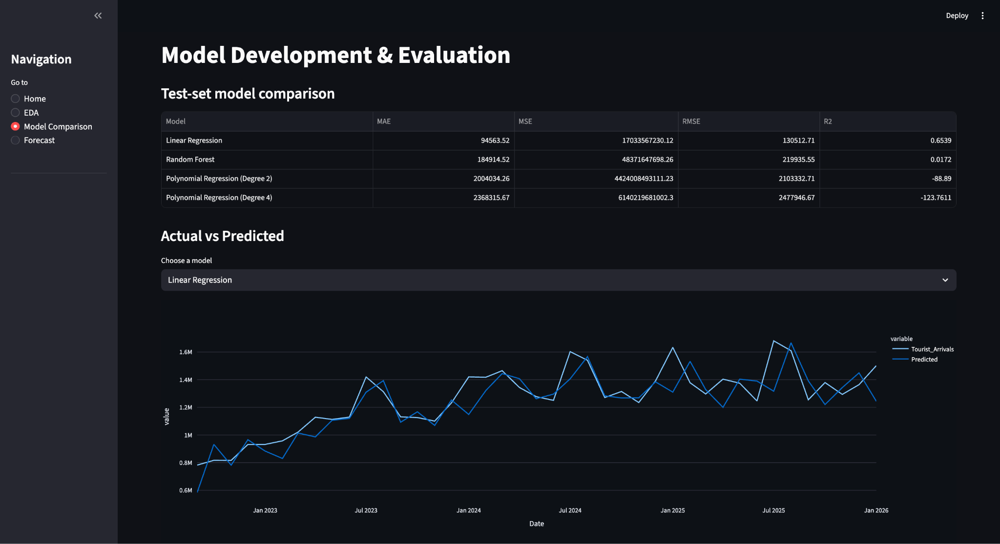 Deploy
Navigation
Go to
Home
EDA
Model Comparison
Forecast
Model Development & Evaluation
Test-set model comparison
Model MAE MSE RMSE R2
Linear Regression 94563.52 17033567230.12 130512.71 0.6539
Random Forest 184914.52 48371647698.26 219935.55 0.0172
Polynomial Regression (Degree 2) 2004034.26 4424008493111.23 2103332.71 -88.89
Polynomial Regression (Degree 4) 2368315.67 6140219681002.3 2477946.67 -123.7611
Actual vs Predicted
Choose a model
Linear Regression
variable
Tourist_Arrivals
Predicted
1.6M
1.4M
1.2M
1M
0.8M
0.6M
value
Jan 2023 Jul 2023 Jan 2024 Jul 2024 Jan 2025 Jul 2025 Jan 2026
Date